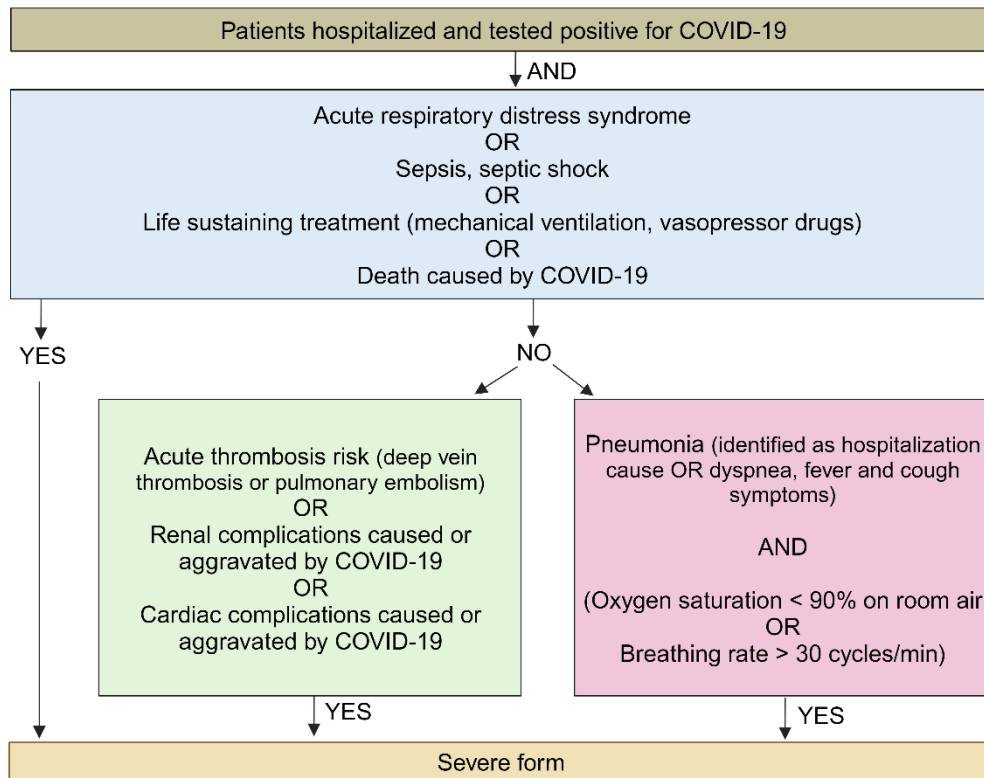 Patients hospitalized and tested positive for COVID-19
AND
Acute respiratory distress syndrome
OR
Sepsis, septic shock
OR
Life sustaining treatment (mechanical ventilation, vasopressor drugs)
OR
Death caused by COVID-19
YES
NO
Acute thrombosis risk (deep vein
thrombosis or pulmonary embolism)
OR
Renal complications caused or
aggravated by COVID-19
OR
Cardiac complications caused or
aggravated by COVID-19
Pneumonia (identified as hospitalization
cause OR dyspnea, fever and cough
symptoms)
AND
(Oxygen saturation < 90% on room air
OR
Breathing rate > 30 cycles/min)
YES
YES
Severe form